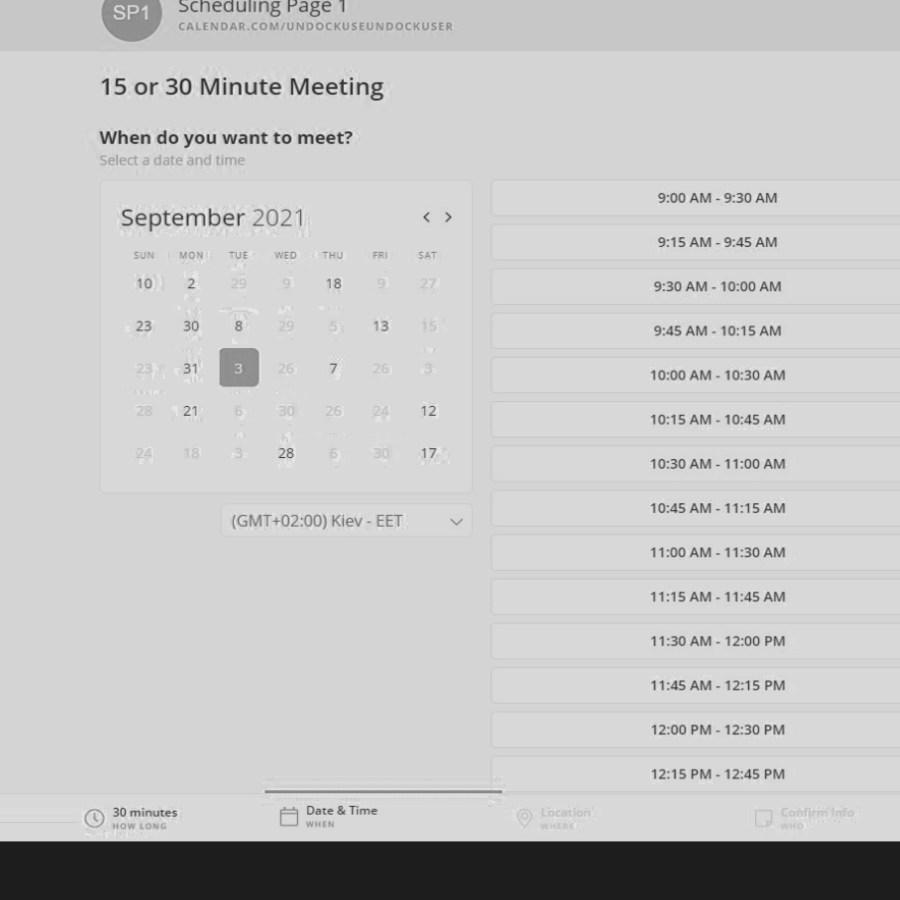 SP1
Scheduling Page 1
CALENDAR.COM/UNDOCKUSEUNDOCKUSER
15 or 30 Minute Meeting
When do you want to meet?
Select a date and time
September 2021
SUN MON TUE WED THU FRI SAT
10 2 29 9 18 9 27
23 30 8 29 5 13 15
23 31 3 26 7 26 3
28 21 6 30 26 24 12
24 18 3 28 6 30 17
(GMT+02:00) Kiev - EET
9:00 AM - 9:30 AM
9:15 AM - 9:45 AM
9:30 AM - 10:00 AM
9:45 AM - 10:15 AM
10:00 AM - 10:30 AM
10:15 AM - 10:45 AM
10:30 AM - 11:00 AM
10:45 AM - 11:15 AM
11:00 AM - 11:30 AM
11:15 AM - 11:45 AM
11:30 AM - 12:00 PM
11:45 AM - 12:15 PM
12:00 PM - 12:30 PM
12:15 PM - 12:45 PM
30 minutes
HOW LONG
Date & Time
WHEN
Location
WHERE
Confirm Info
WHO